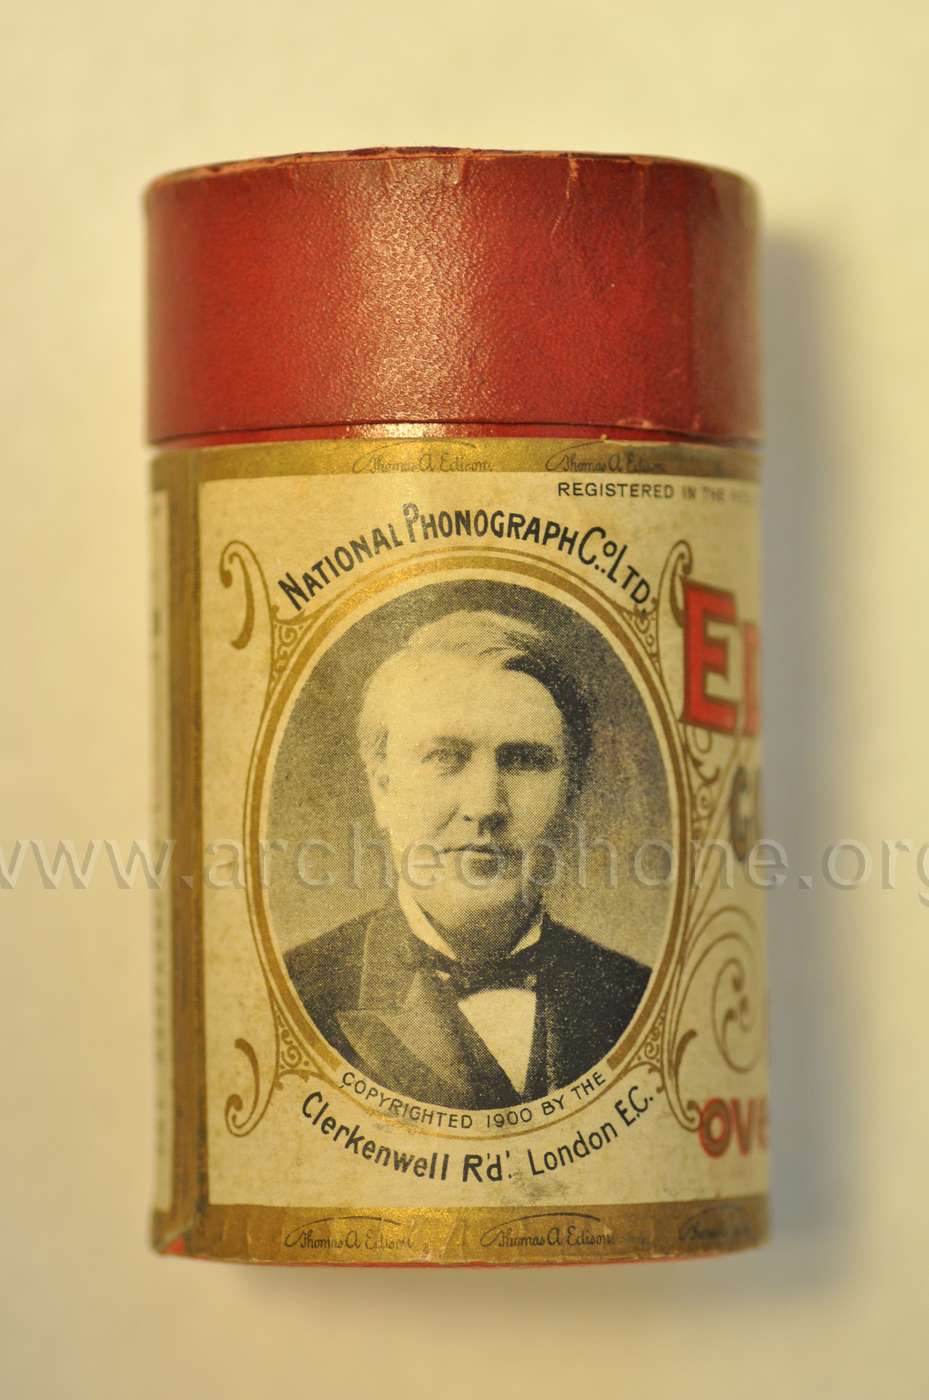 Thomas A Edison Thomas A Edison
REGISTERED IN THE
NATIONAL PHONOGRAPH Co. LTD.
COPYRIGHTED 1900 BY THE
Clerkenwell R'd'. London E.C.
www.archeophone.org
Thomas A Edison Thomas A Edison